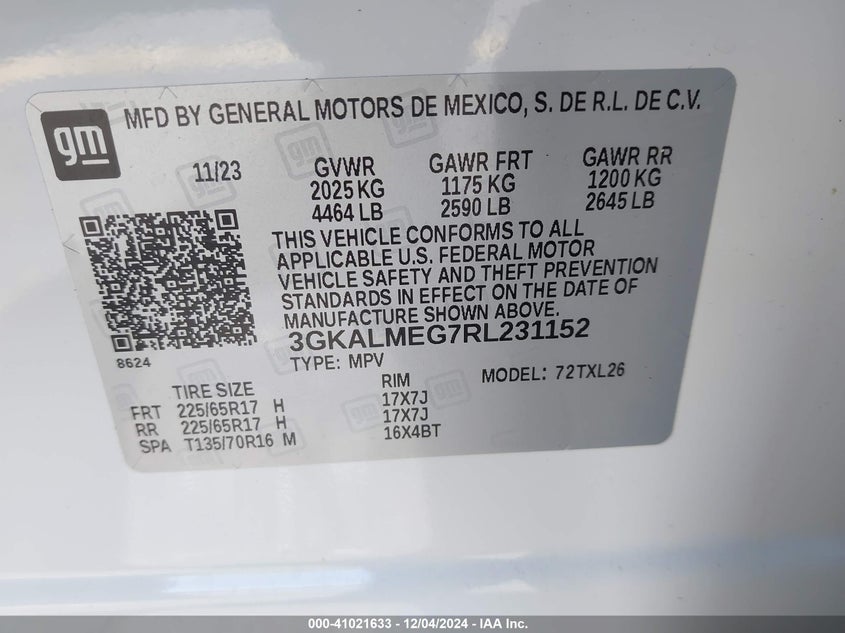 gm
MFD BY GENERAL MOTORS DE MEXICO, S. DE R.L. DE C.V.
11/23 GVWR GAWR FRT GAWR RR
2025 KG 1175 KG 1200 KG
4464 LB 2590 LB 2645 LB
THIS VEHICLE CONFORMS TO ALL
APPLICABLE U.S. FEDERAL MOTOR
VEHICLE SAFETY AND THEFT PREVENTION
STANDARDS IN EFFECT ON THE DATE OF
MANUFACTURE SHOWN ABOVE.
3GKALMEG7RL231152
8624
TYPE: MPV MODEL: 72TXL26
TIRE SIZE RIM
FRT 225/65R17 H 17X7J
RR 225/65R17 H 17X7J
SPA T135/70R16 M 16X4BT
000-41021633 - 12/04/2024 - IAA Inc.